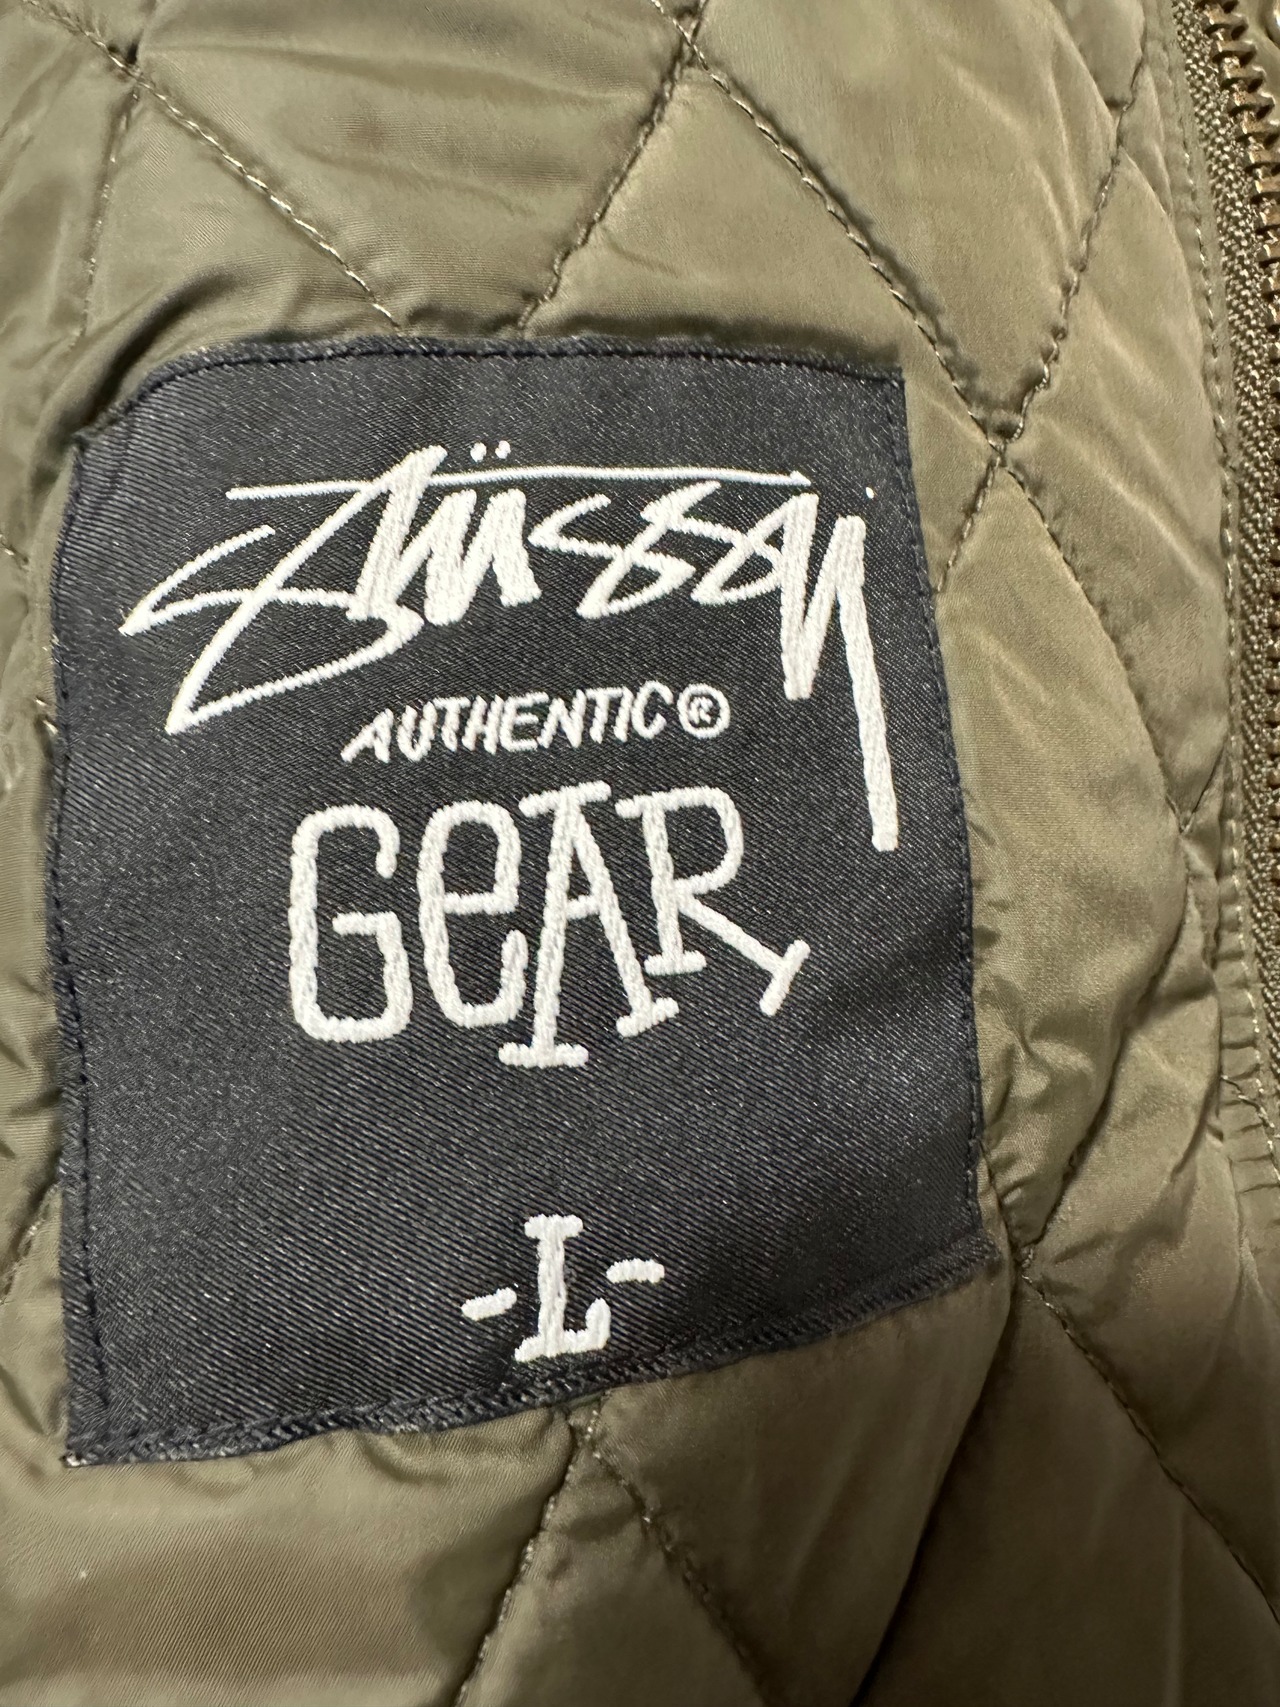 Stüssy
AUTHENTIC®
GeAR
-L-